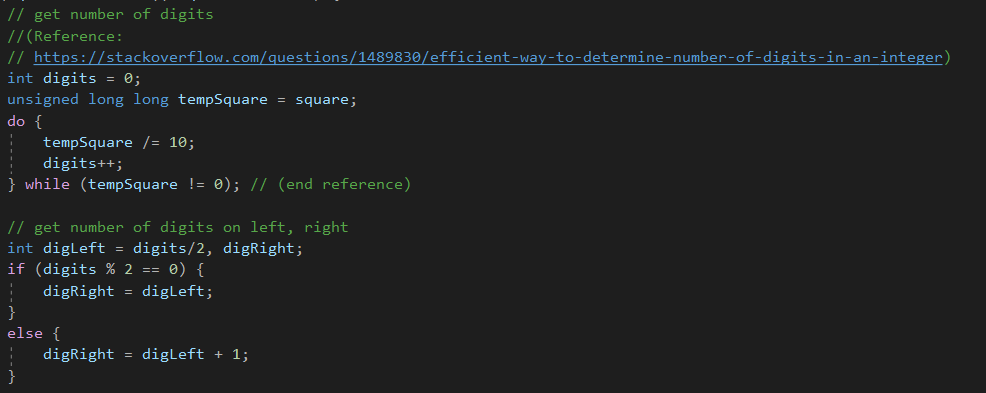 // get number of digits
//(Reference:
// https://stackoverflow.com/questions/1489830/efficient-way-to-determine-number-of-digits-in-an-integer)
int digits = 0;
unsigned long long tempSquare = square;
do {
    tempSquare /= 10;
    digits++;
} while (tempSquare != 0); // (end reference)

// get number of digits on left, right
int digLeft = digits/2, digRight;
if (digits % 2 == 0) {
    digRight = digLeft;
}
else {
    digRight = digLeft + 1;
}